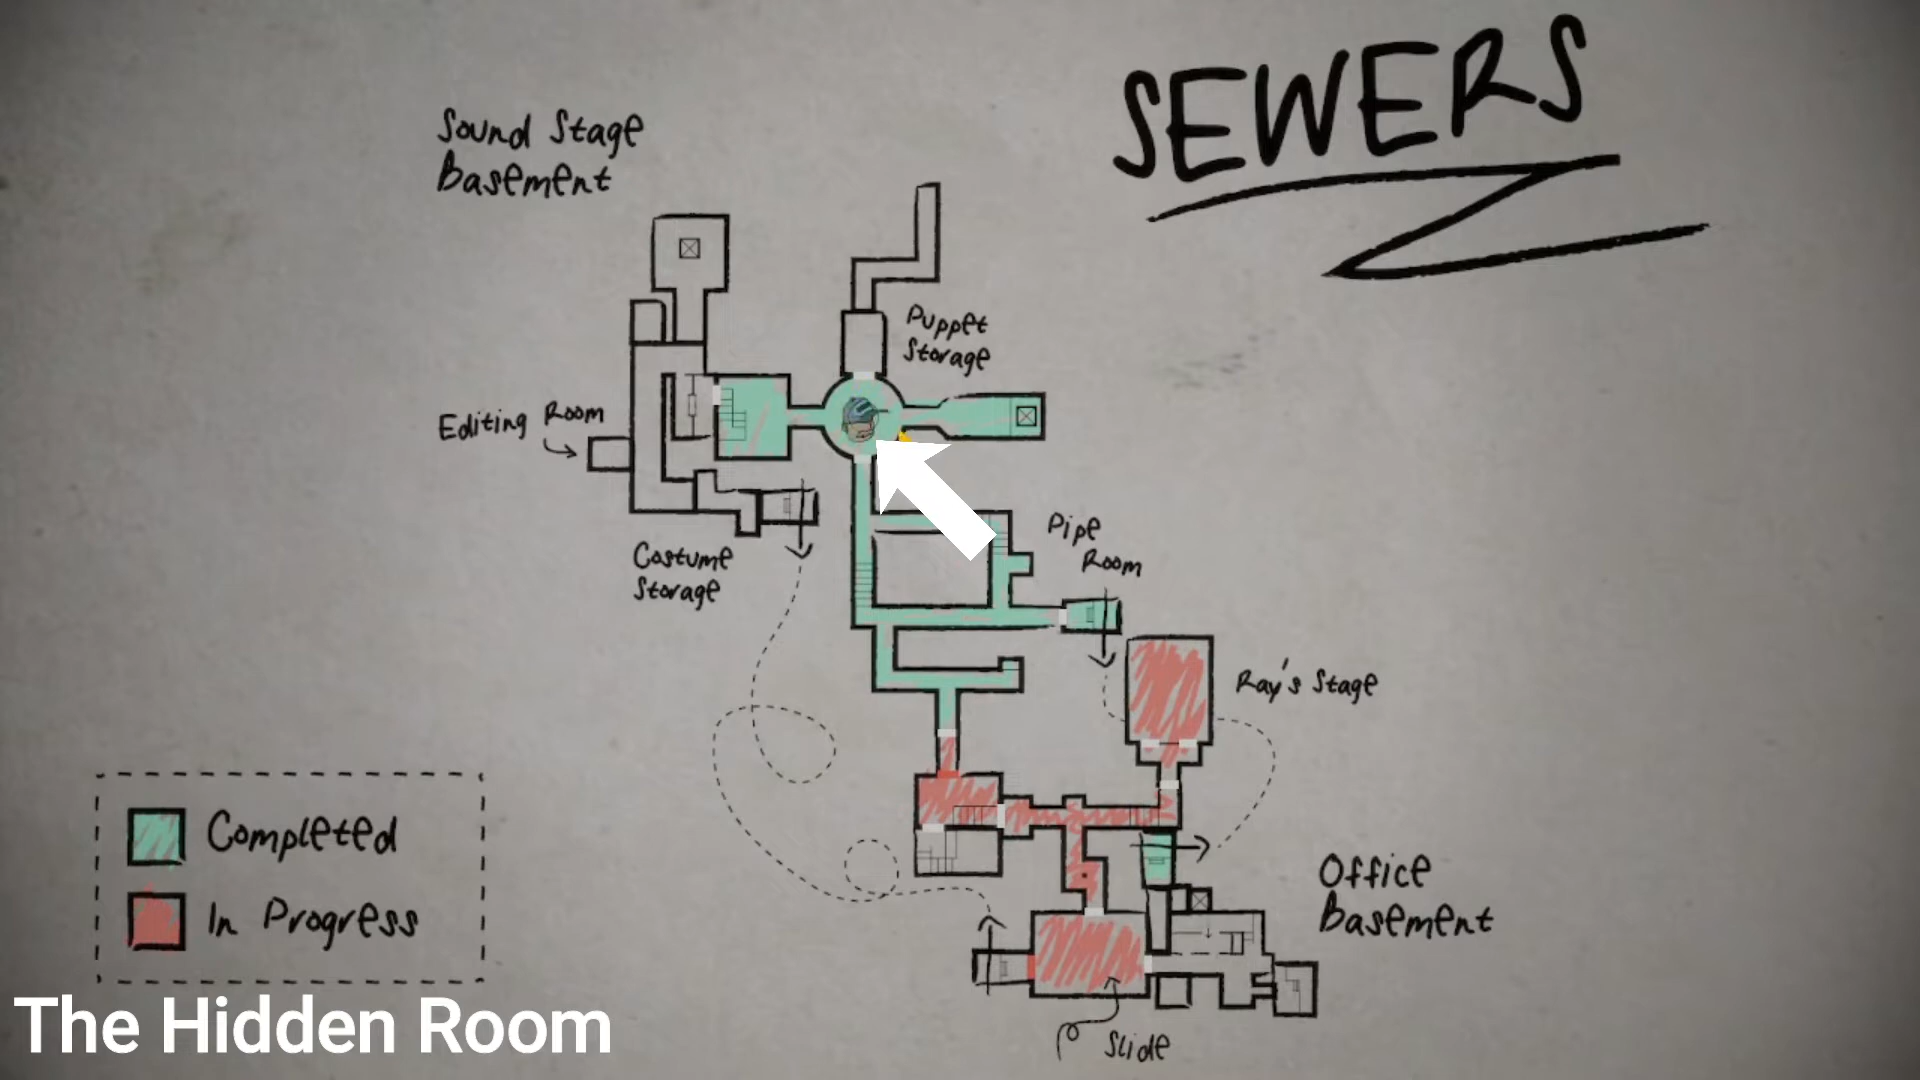 SEWERS
Sound Stage
Basement
Puppet
Storage
Editing Room
Pipe
Room
Costume
Storage
Ray's Stage
Completed
In Progress
Office
Basement
Slide
The Hidden Room